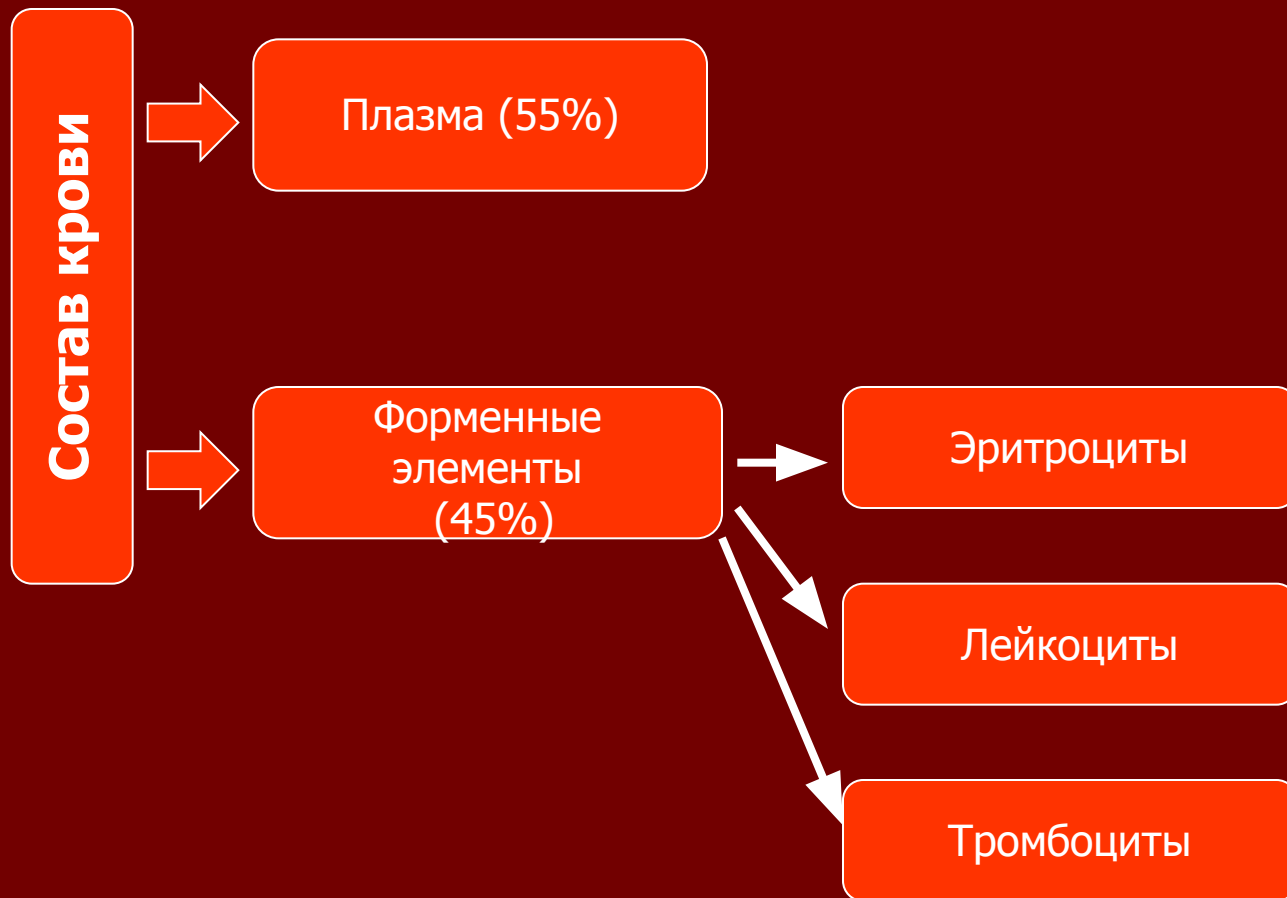 Состав крови
Плазма (55%)
Форменные
элементы
(45%)
Эритроциты
Лейкоциты
Тромбоциты